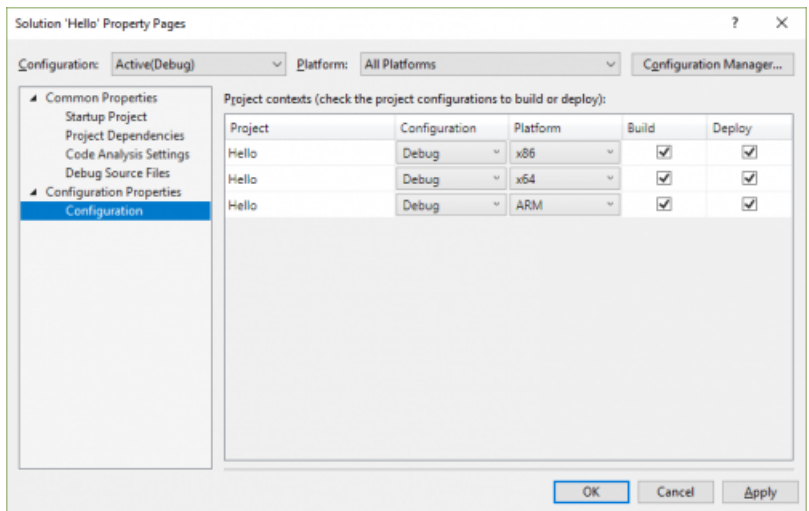 Solution 'Hello' Property Pages
Configuration: Active(Debug) Platform: All Platforms Configuration Manager...
Common Properties
Startup Project
Project Dependencies
Code Analysis Settings
Debug Source Files
Configuration Properties
Configuration
Project contexts (check the project configurations to build or deploy):
Project Configuration Platform Build Deploy
Hello Debug x86
Hello Debug x64
Hello Debug ARM
OK Cancel Apply